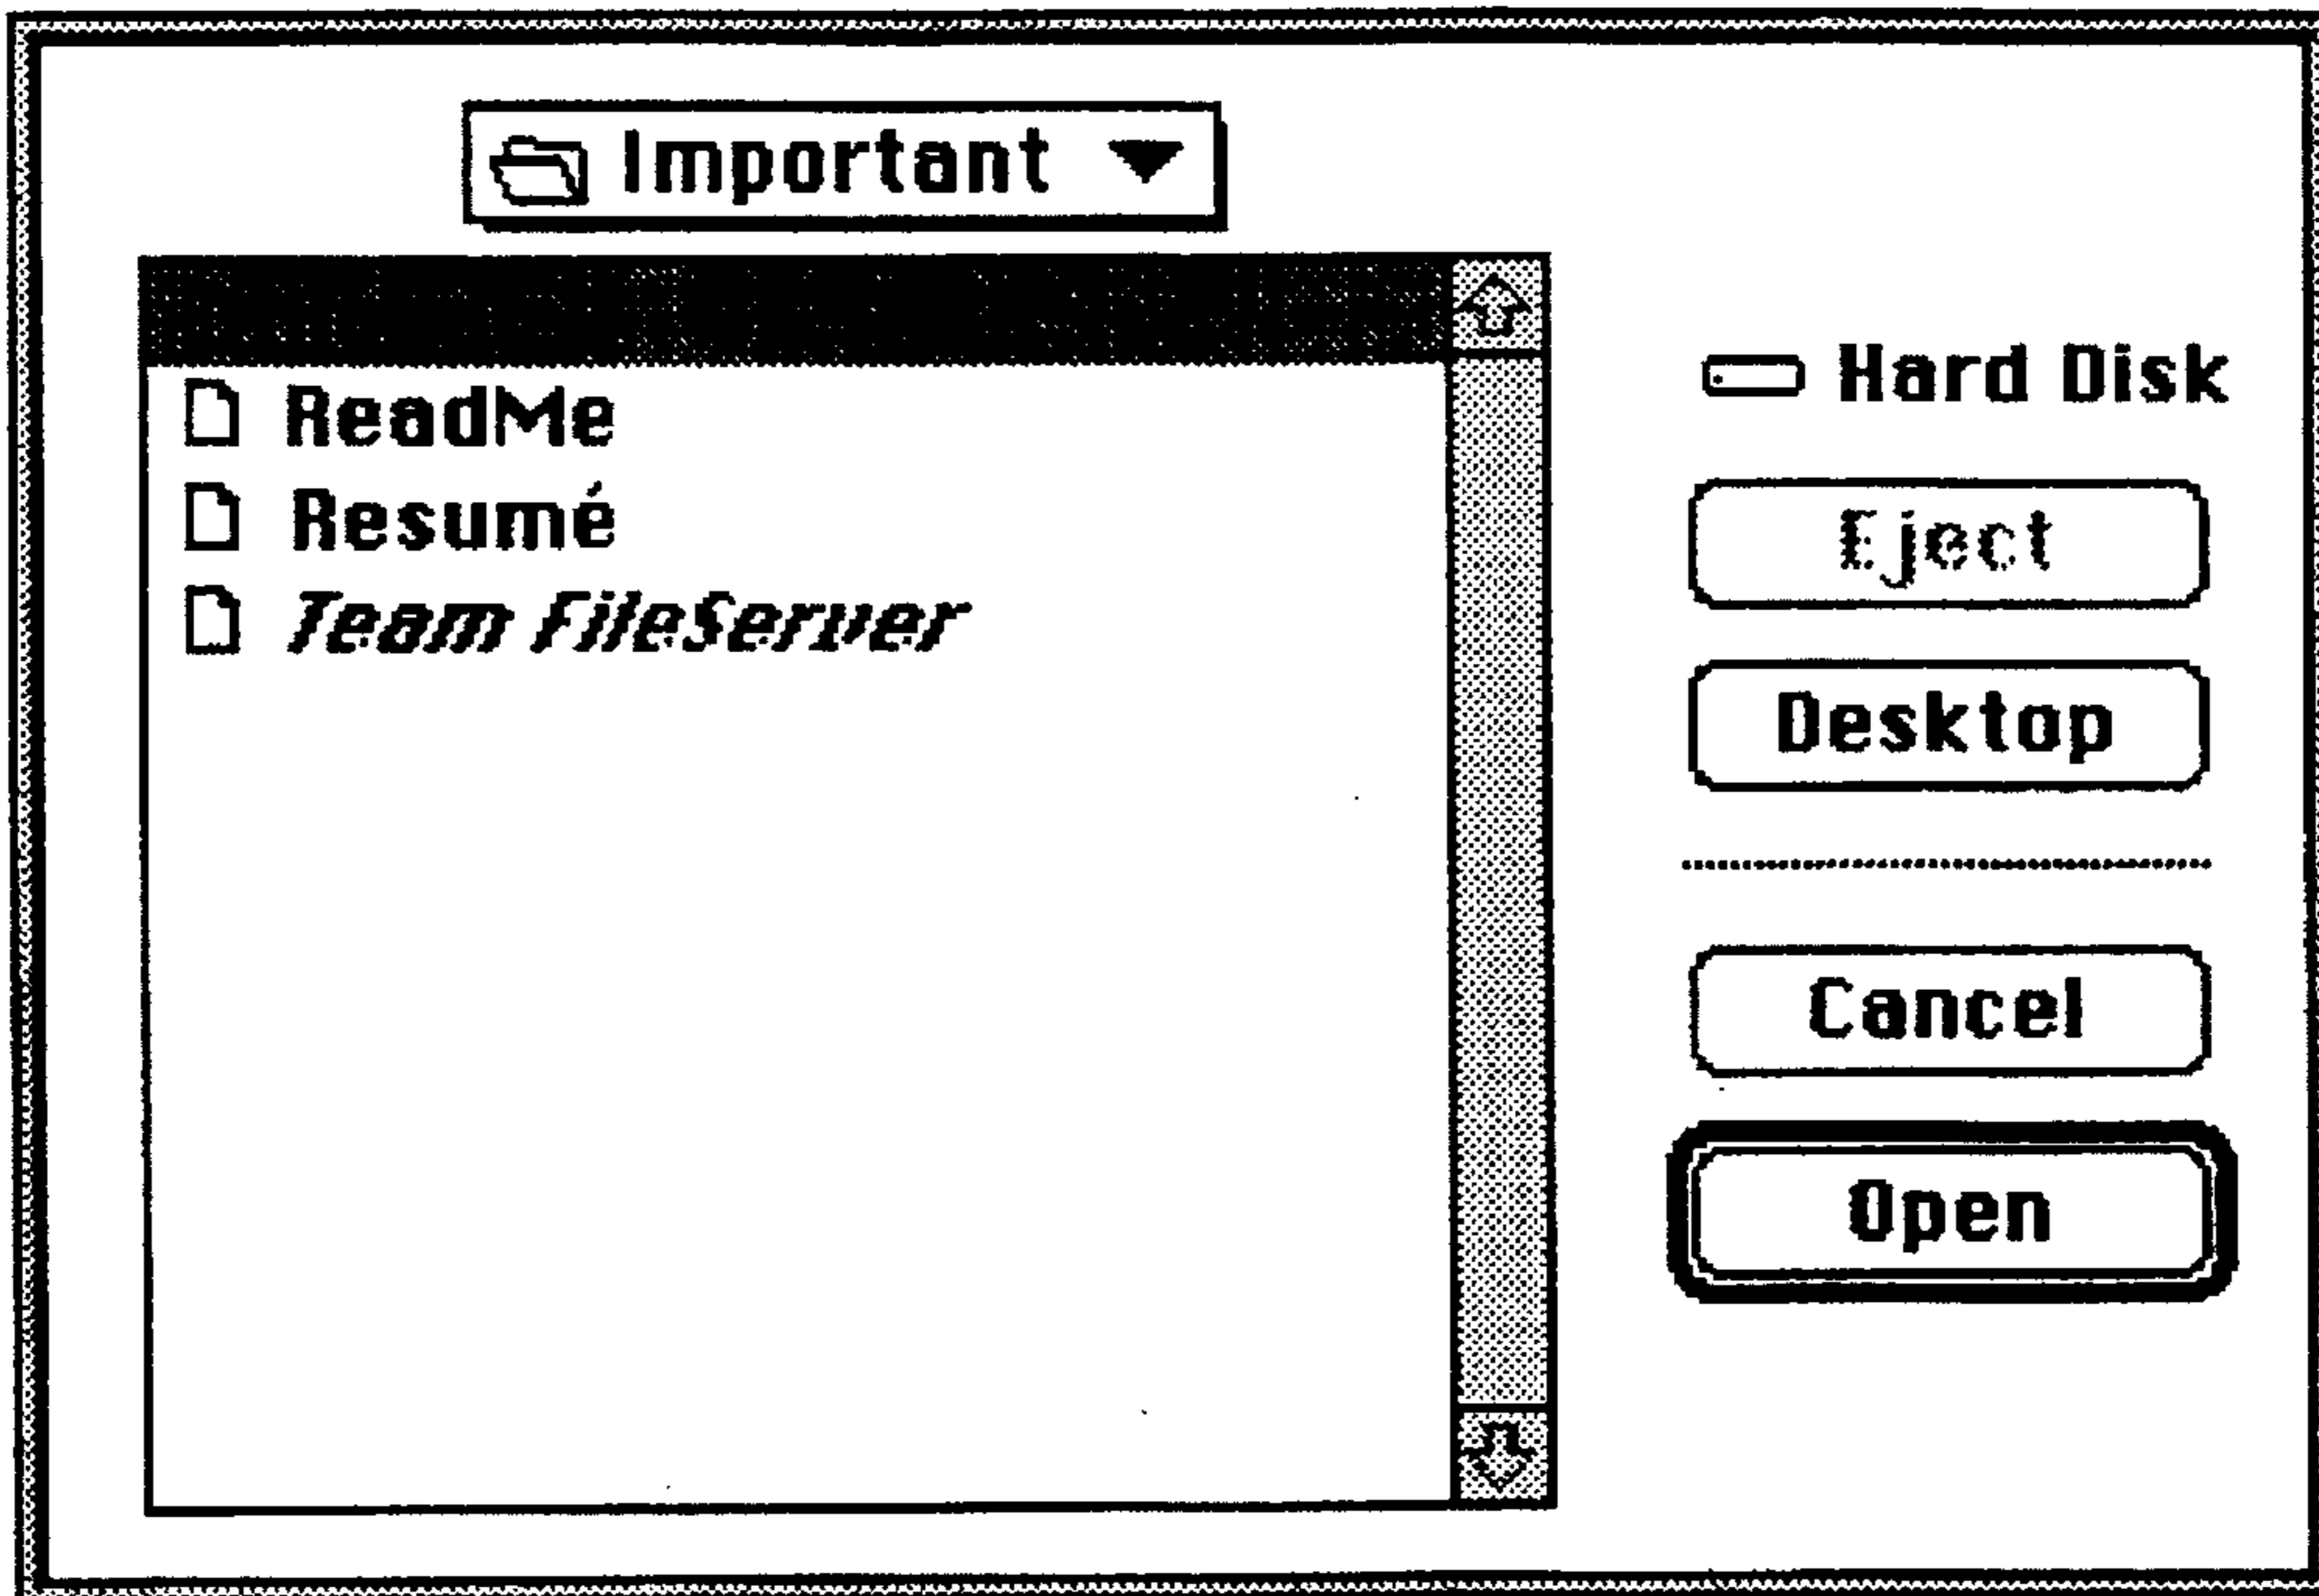 Important
ReadMe
Resumé
Team FileServer
Hard Disk
Eject
Desktop
Cancel
Open